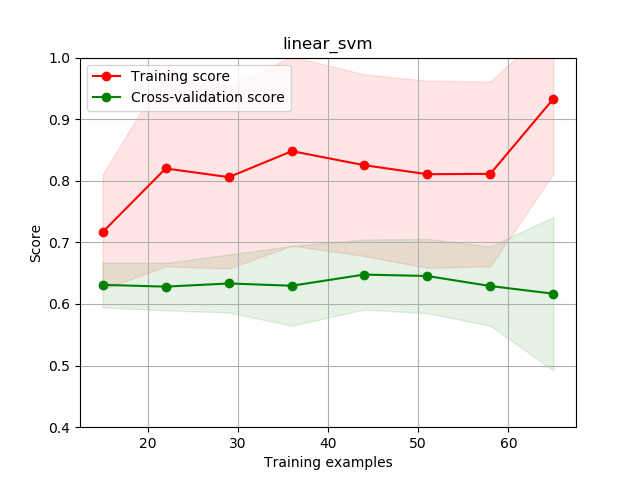 linear_svm
Training score
Cross-validation score
1.0
0.9
0.8
0.7
0.6
0.5
0.4
Score
20 30 40 50 60
Training examples